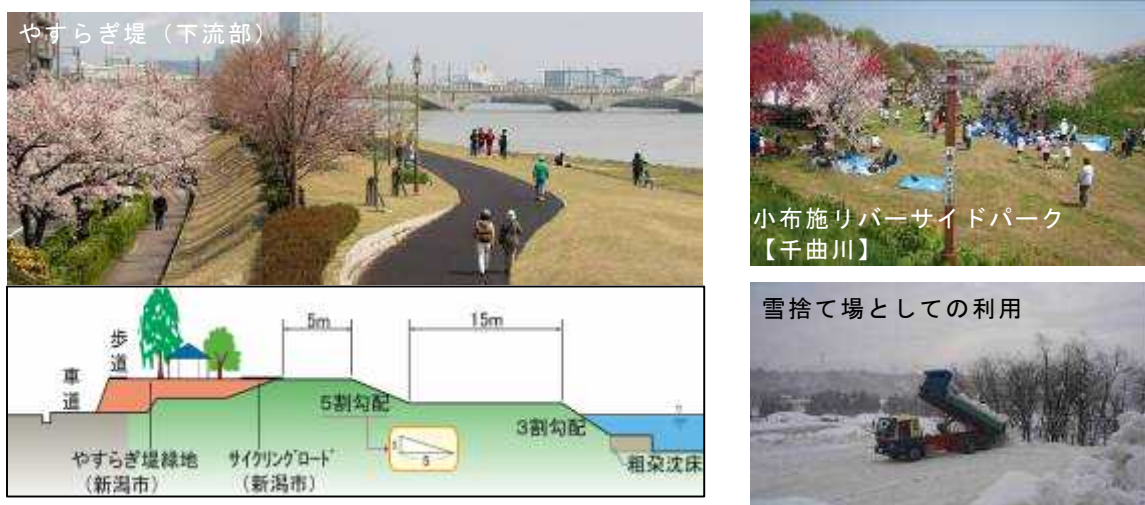 やすらぎ堤（下流部）
小布施リバーサイドパーク
【千曲川】
雪捨て場としての利用
5m
15m
歩道
車道
5割勾配
3割勾配
1
5
粗朶沈床
やすらぎ堤緑地
（新潟市）
サイクリングロード
（新潟市）